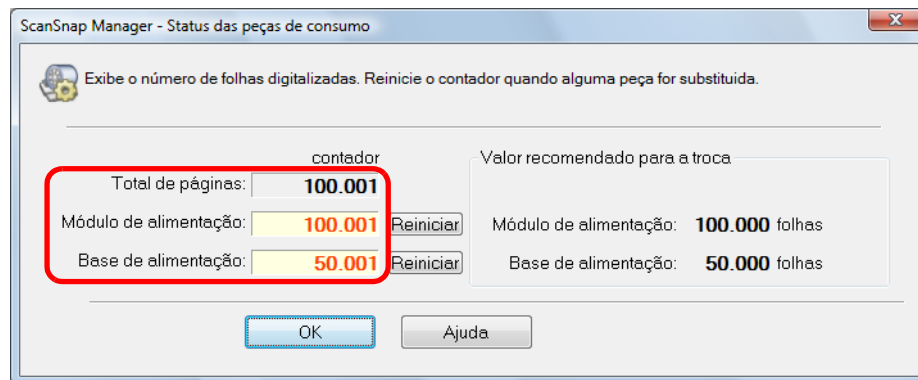 ScanSnap Manager - Status das peças de consumo
Exibe o número de folhas digitalizadas. Reinicie o contador quando alguma peça for substituida.
contador
Total de páginas: 100.001
Módulo de alimentação: 100.001 Reiniciar
Base de alimentação: 50.001 Reiniciar
Valor recomendado para a troca
Módulo de alimentação: 100.000 folhas
Base de alimentação: 50.000 folhas
OK Ajuda